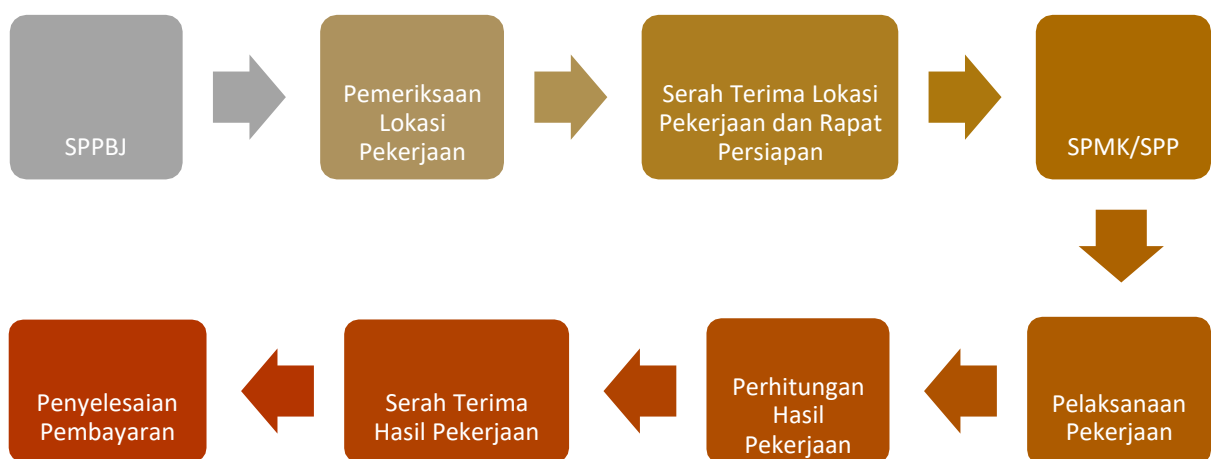 SPPBJ
Pemeriksaan
Lokasi
Pekerjaan
Serah Terima Lokasi
Pekerjaan dan Rapat
Persiapan
SPMK/SPP
Pelaksanaan
Pekerjaan
Perhitungan
Hasil
Pekerjaan
Serah Terima
Hasil Pekerjaan
Penyelesaian
Pembayaran